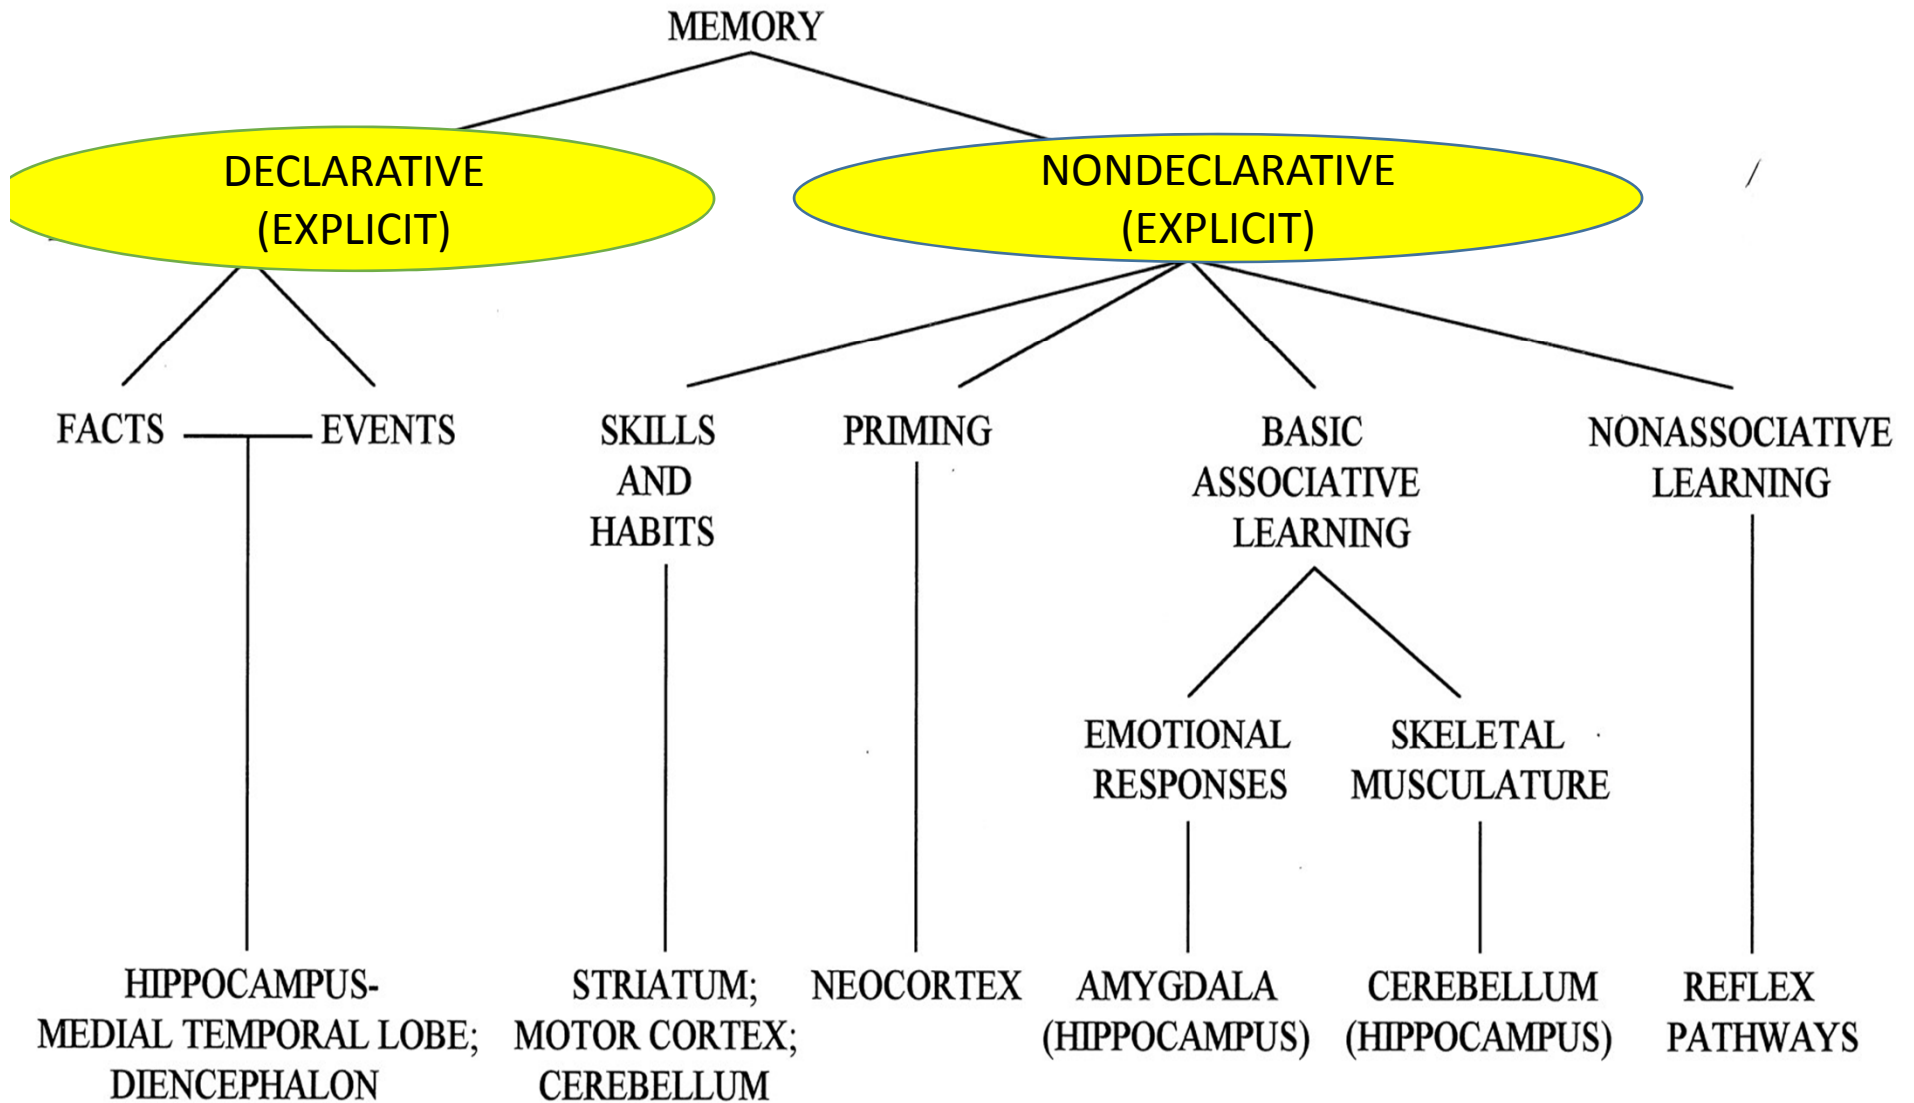 MEMORY
DECLARATIVE
(EXPLICIT)
NONDECLARATIVE
(EXPLICIT)
FACTS
EVENTS
SKILLS
AND
HABITS
PRIMING
BASIC
ASSOCIATIVE
LEARNING
NONASSOCIATIVE
LEARNING
EMOTIONAL
RESPONSES
SKELETAL
MUSCULATURE
HIPPOCAMPUS-
MEDIAL TEMPORAL LOBE;
DIENCEPHALON
STRIATUM;
MOTOR CORTEX;
CEREBELLUM
NEOCORTEX
AMYGDALA
(HIPPOCAMPUS)
CEREBELLUM
(HIPPOCAMPUS)
REFLEX
PATHWAYS